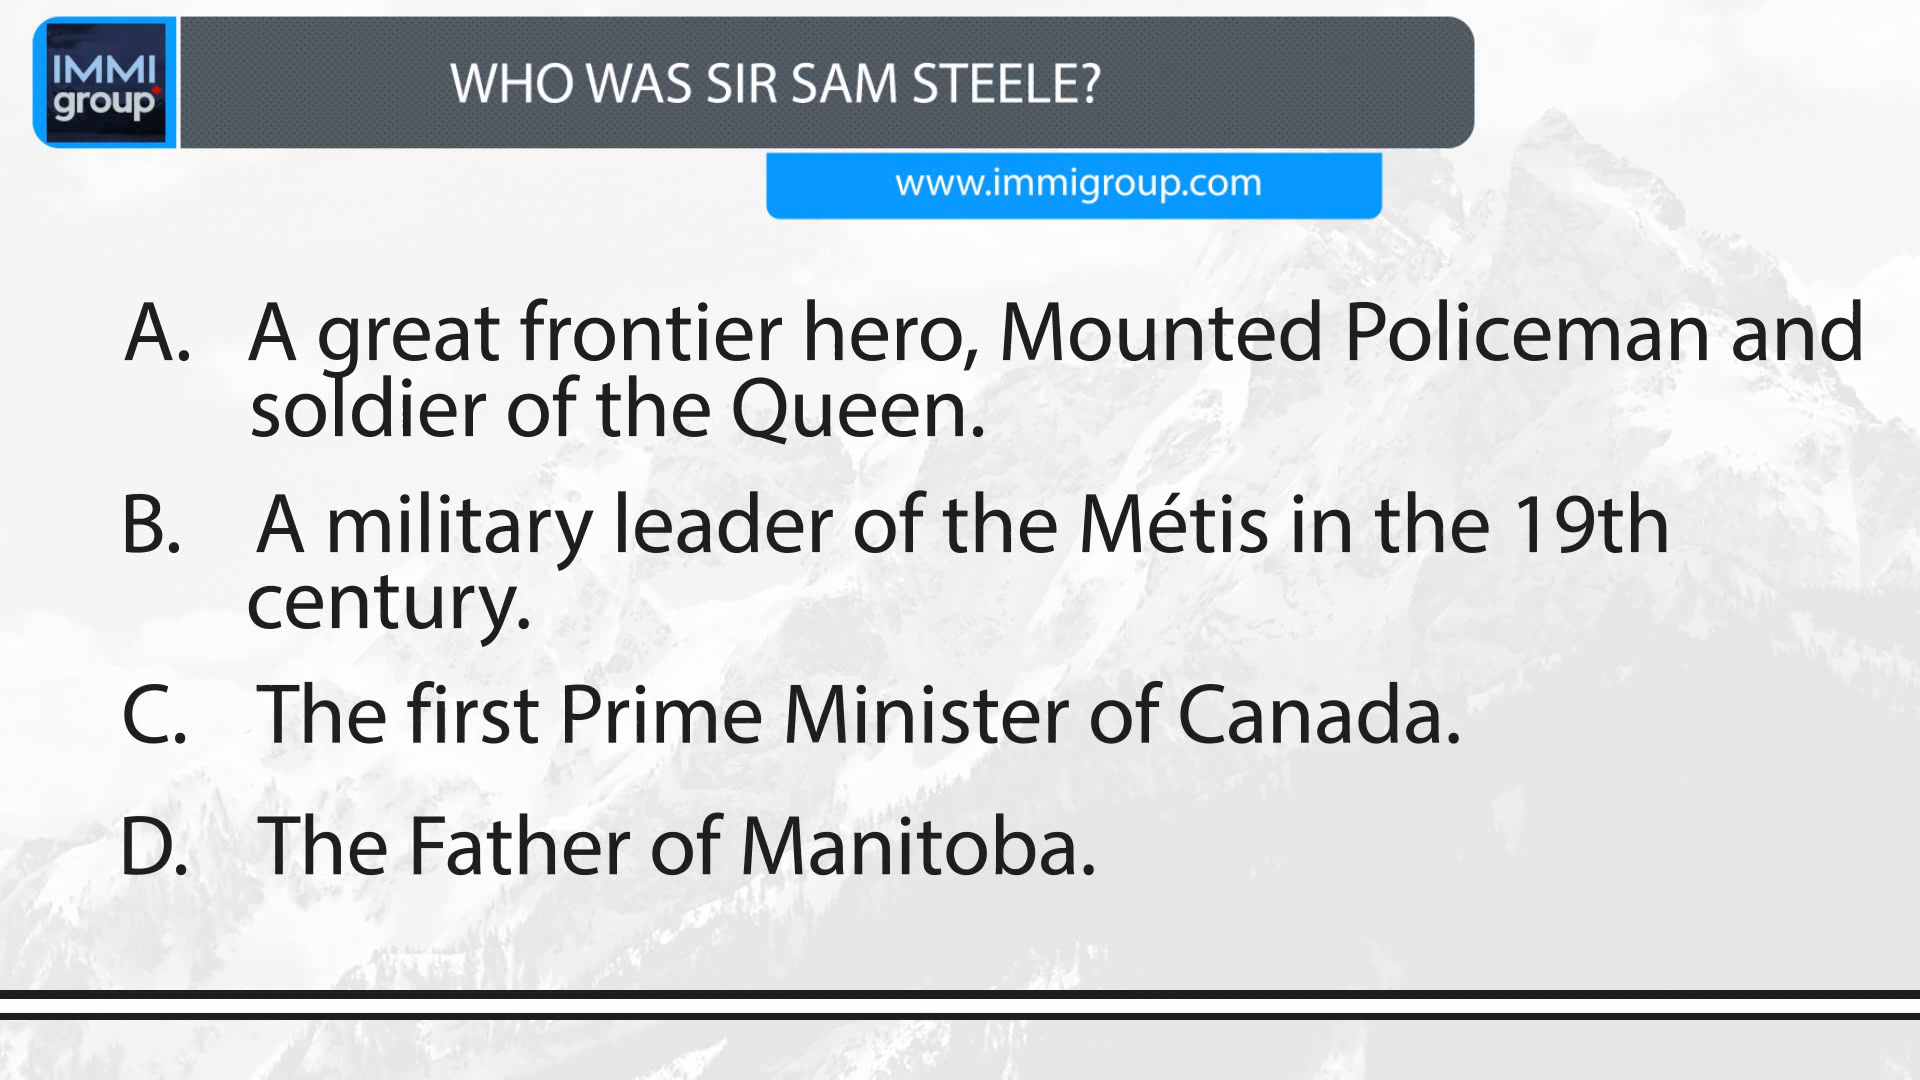 IMMI
group
WHO WAS SIR SAM STEELE?
www.immigroup.com
A. A great frontier hero, Mounted Policeman and
soldier of the Queen.
B. A military leader of the Métis in the 19th
century.
C. The first Prime Minister of Canada.
D. The Father of Manitoba.